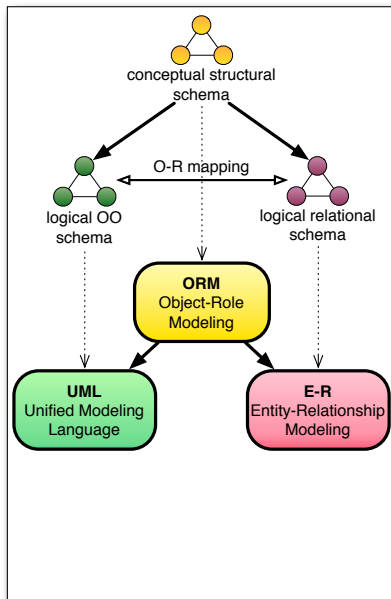 conceptual structural
schema
O-R mapping
logical OO
schema
logical relational
schema
ORM
Object-Role
Modeling
UML
Unified Modeling
Language
E-R
Entity-Relationship
Modeling